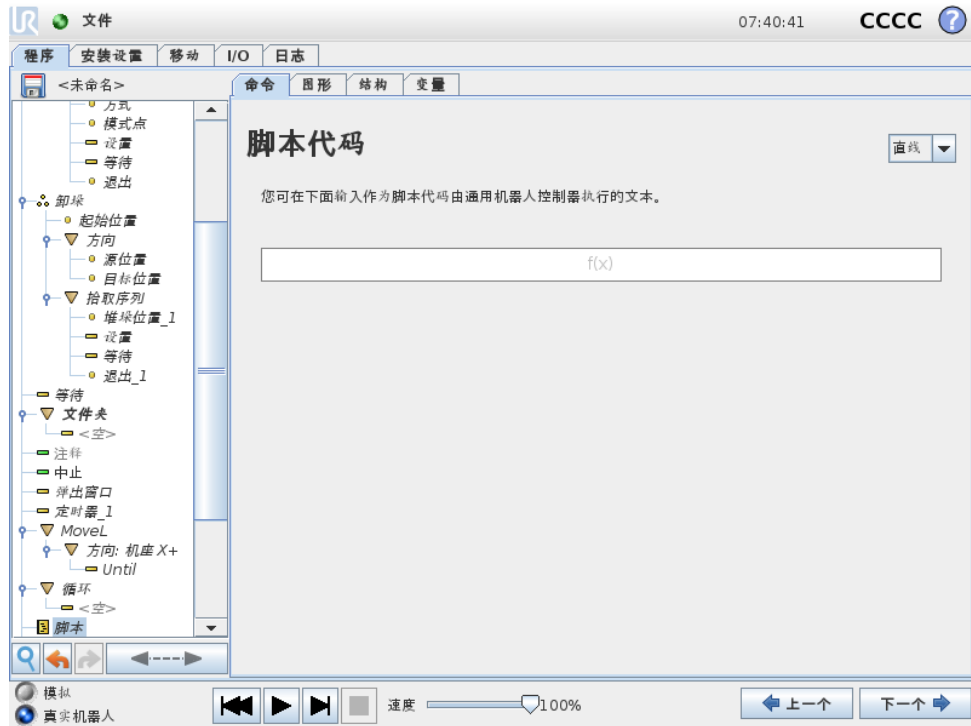 UR 文件 07:40:41 CCCC ?
程序 安装设置 移动 I/O 日志
<未命名> 命令 图形 结构 变量
方式
模式点
设置
等待
退出
卸垛
起始位置
方向
源位置
目标位置
拾取序列
堆垛位置_1
设置
等待
退出_1
等待
文件夹
<空>
注释
中止
弹出窗口
定时器_1
MoveL
方向: 机座 X+
Until
循环
<空>
脚本
脚本代码
直线
您可在下面输入作为脚本代码由通用机器人控制器执行的文本。
f(x)
模拟
真实机器人
速度 100%
上一个 下一个